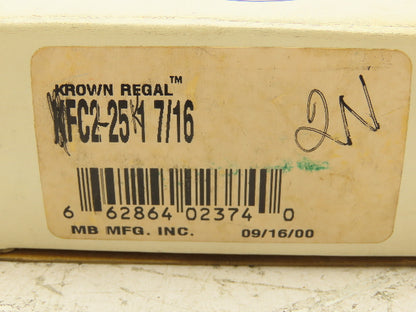 KROWN REGAL™
KFC2-25 1 7/16
2N
6 62864 02374 0
MB MFG. INC. 09/16/00